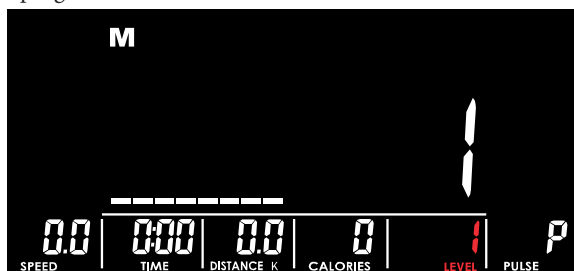 M
1
0.0 0:00 0.0 0 1 P
SPEED TIME DISTANCE K CALORIES LEVEL PULSE